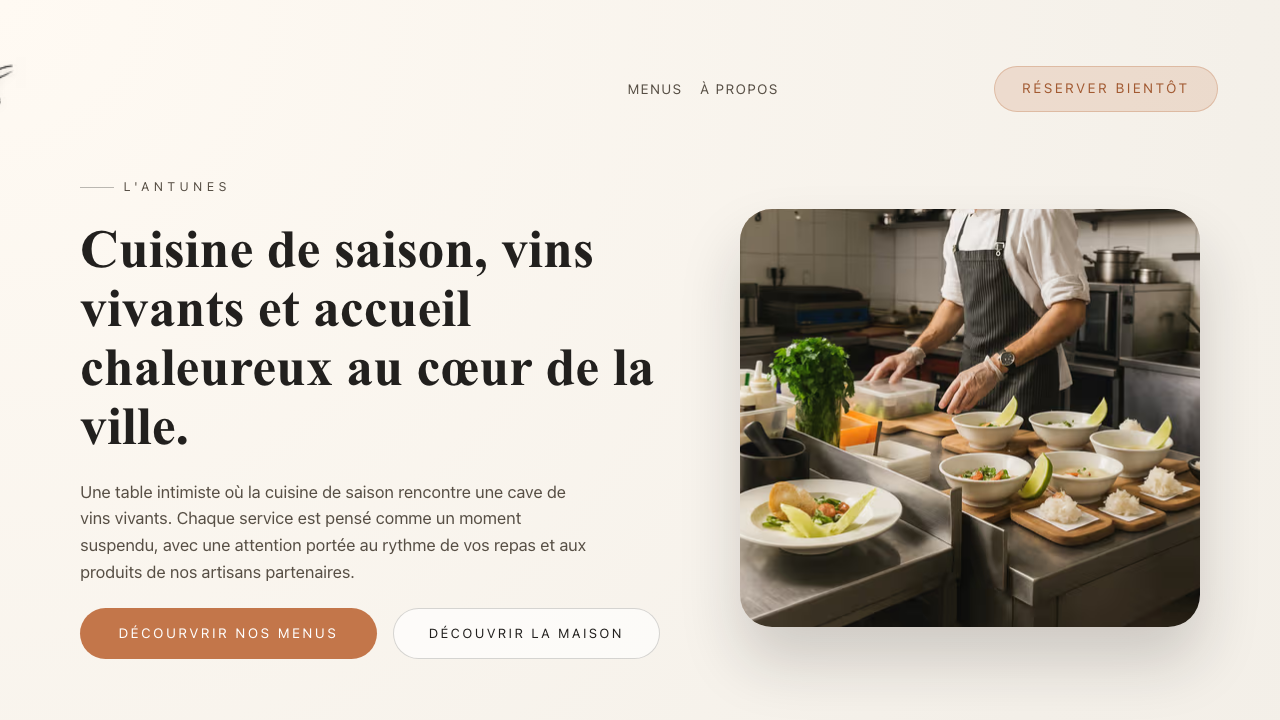 MENUS À PROPOS
RÉSERVER BIENTÔT
L'ANTUNES
Cuisine de saison, vins
vivants et accueil
chaleureux au cœur de la
ville.
Une table intimiste où la cuisine de saison rencontre une cave de
vins vivants. Chaque service est pensé comme un moment
suspendu, avec une attention portée au rythme de vos repas et aux
produits de nos artisans partenaires.
DÉCOURVRIR NOS MENUS
DÉCOUVRIR LA MAISON